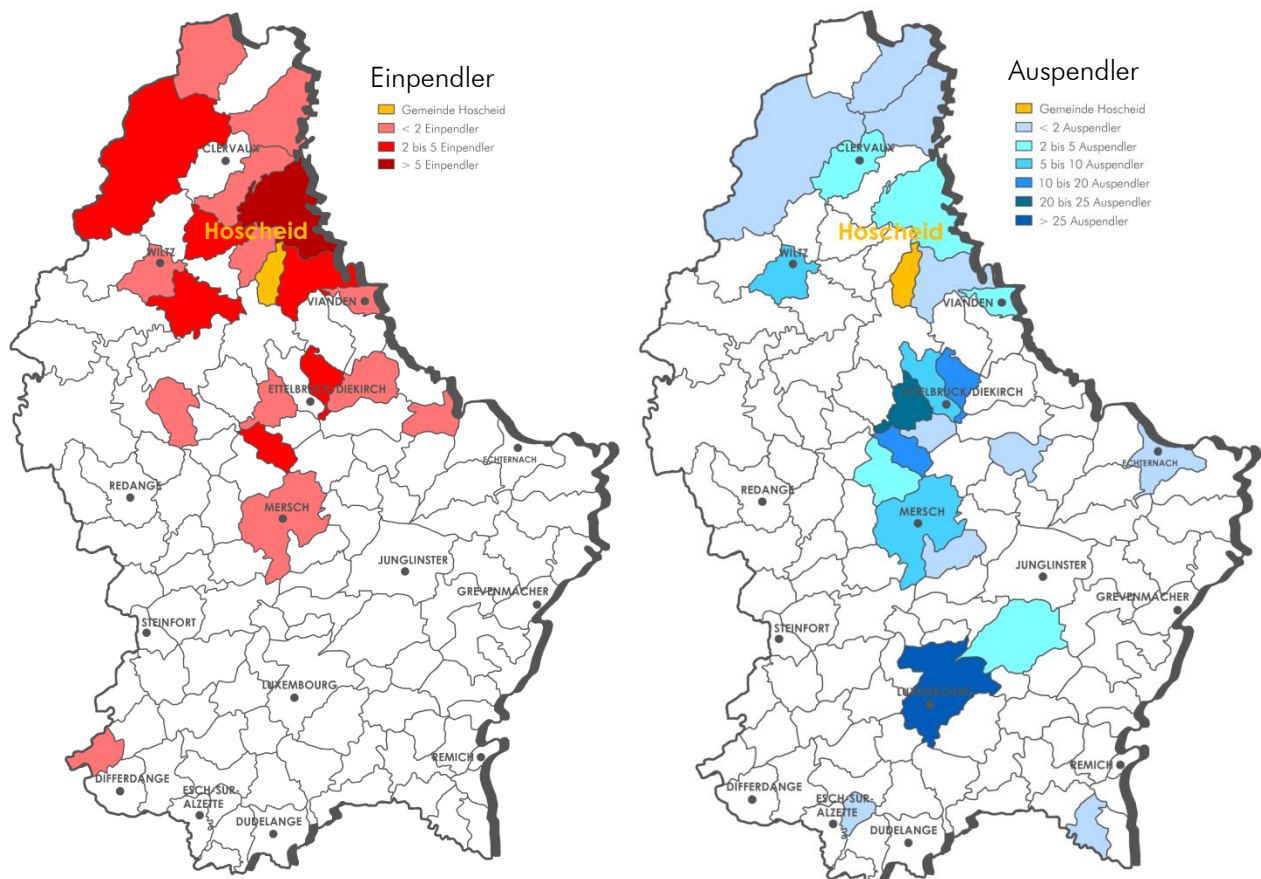 Einpendler
Gemeinde Hoscheid
< 2 Einpendler
2 bis 5 Einpendler
> 5 Einpendler
CLERVAUX
Hoscheid
WILTZ
VIANDEN
ETTELBRUCK/DIEKIRCH
ECHTERNACH
REDANGE
MERSCH
JUNGLINSTER
GREVENMACHER
STEINFORT
LUXEMBOURG
REMICH
DIFFERDANGE
ESCH-SUR-
ALZETTE
DUDELANGE
Auspendler
Gemeinde Hoscheid
< 2 Auspendler
2 bis 5 Auspendler
5 bis 10 Auspendler
10 bis 20 Auspendler
20 bis 25 Auspendler
> 25 Auspendler
CLERVAUX
Hoscheid
WILTZ
VIANDEN
ETTELBRUCK/DIEKIRCH
ECHTERNACH
REDANGE
MERSCH
JUNGLINSTER
GREVENMACHER
STEINFORT
LUXEMBOURG
REMICH
DIFFERDANGE
ESCH-SUR-
ALZETTE
DUDELANGE